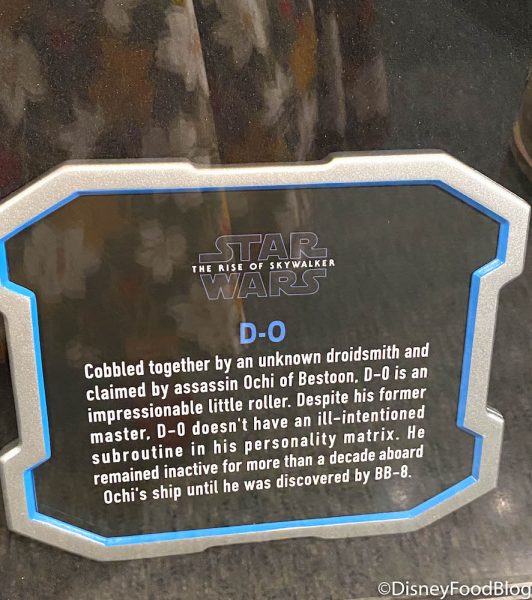 STAR
THE RISE OF SKYWALKER
WARS
D-O
Cobbled together by an unknown droidsmith and
claimed by assassin Ochi of Bestoon, D-O is an
impressionable little roller. Despite his former
master, D-O doesn't have an ill-intentioned
subroutine in his personality matrix. He
remained inactive for more than a decade aboard
Ochi's ship until he was discovered by BB-8.
©DisneyFoodBlog